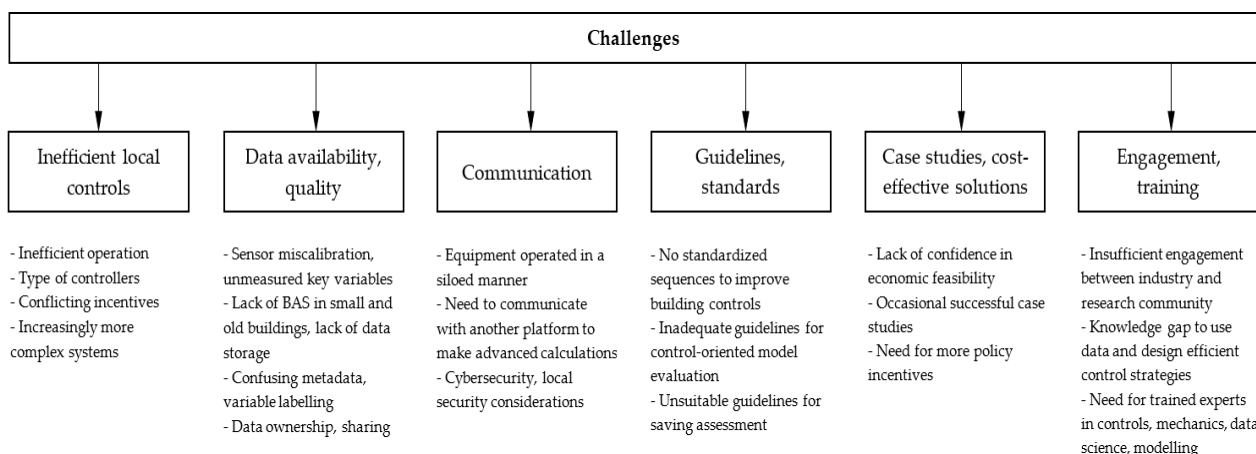 Challenges
Inefficient local
controls
Data availability,
quality
Communication
Guidelines,
standards
Case studies, cost-
effective solutions
Engagement,
training
- Inefficient operation
- Type of controllers
- Conflicting incentives
- Increasingly more
complex systems
- Sensor miscalibration,
unmeasured key variables
- Lack of BAS in small and
old buildings, lack of data
storage
- Confusing metadata,
variable labelling
- Data ownership, sharing
- Equipment operated in a
siloed manner
- Need to communicate
with another platform to
make advanced calculations
- Cybersecurity, local
security considerations
- No standardized
sequences to improve
building controls
- Inadequate guidelines for
control-oriented model
evaluation
- Unsuitable guidelines for
saving assessment
- Lack of confidence in
economic feasibility
- Occasional successful case
studies
- Need for more policy
incentives
- Insufficient engagement
between industry and
research community
- Knowledge gap to use
data and design efficient
control strategies
- Need for trained experts
in controls, mechanics, data
science, modelling